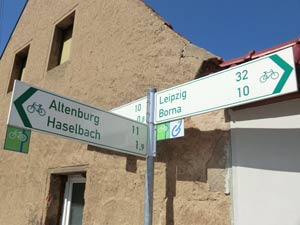 Altenburg 11
Haselbach 1,9
10
Leipzig 32
Borna 10